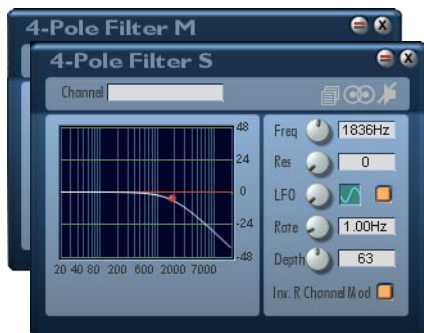 4-Pole Filter M
4-Pole Filter S
Channel
48
24
0
-24
-48
20 40 80 200 600 2000 7000
Freq 1836Hz
Res 0
LFO
Rate 1.00Hz
Depth 63
Inv. R Channel Mod